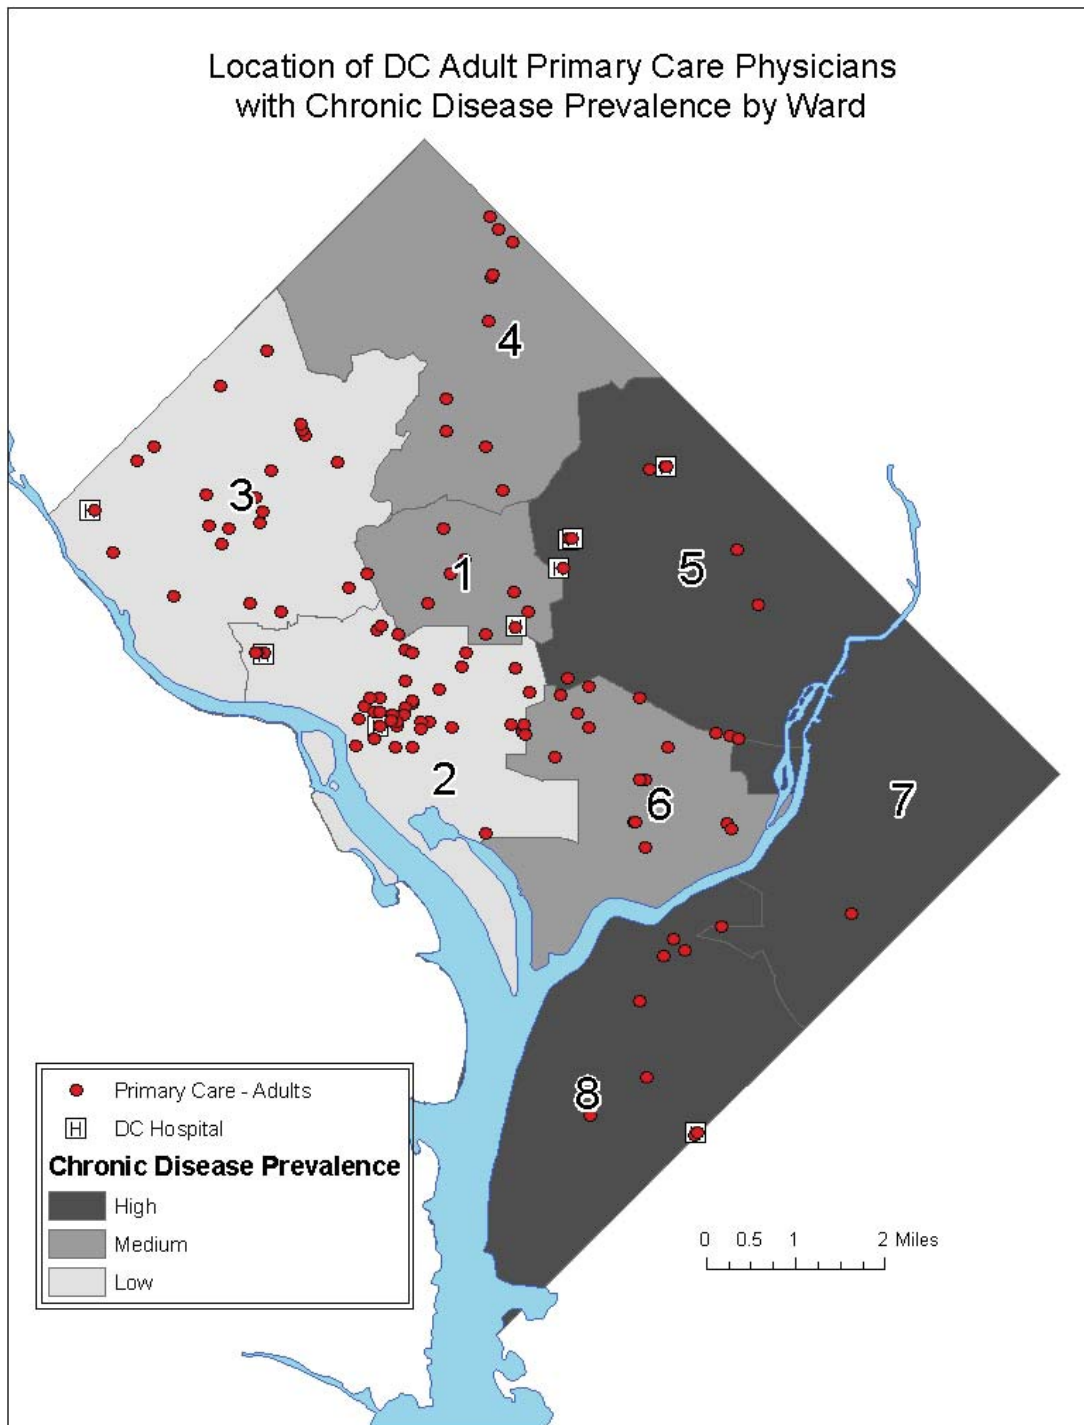 Location of DC Adult Primary Care Physicians
with Chronic Disease Prevalence by Ward
4
3
1
5
2
6
7
8
Primary Care - Adults
H DC Hospital
Chronic Disease Prevalence
High
Medium
Low
0 0.5 1 2 Miles